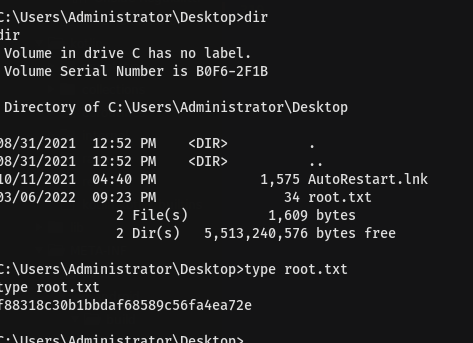 C:\Users\Administrator\Desktop>dir
dir
 Volume in drive C has no label.
 Volume Serial Number is B0F6-2F1B
 Directory of C:\Users\Administrator\Desktop
08/31/2021  12:52 PM    <DIR>          .
08/31/2021  12:52 PM    <DIR>          ..
10/11/2021  04:40 PM             1,575 AutoRestart.lnk
03/06/2022  09:23 PM                34 root.txt
               2 File(s)          1,609 bytes
               2 Dir(s)   5,513,240,576 bytes free
C:\Users\Administrator\Desktop>type root.txt
type root.txt
f88318c30b1bbdaf68589c56fa4ea72e
C:\Users\Administrator\Desktop>